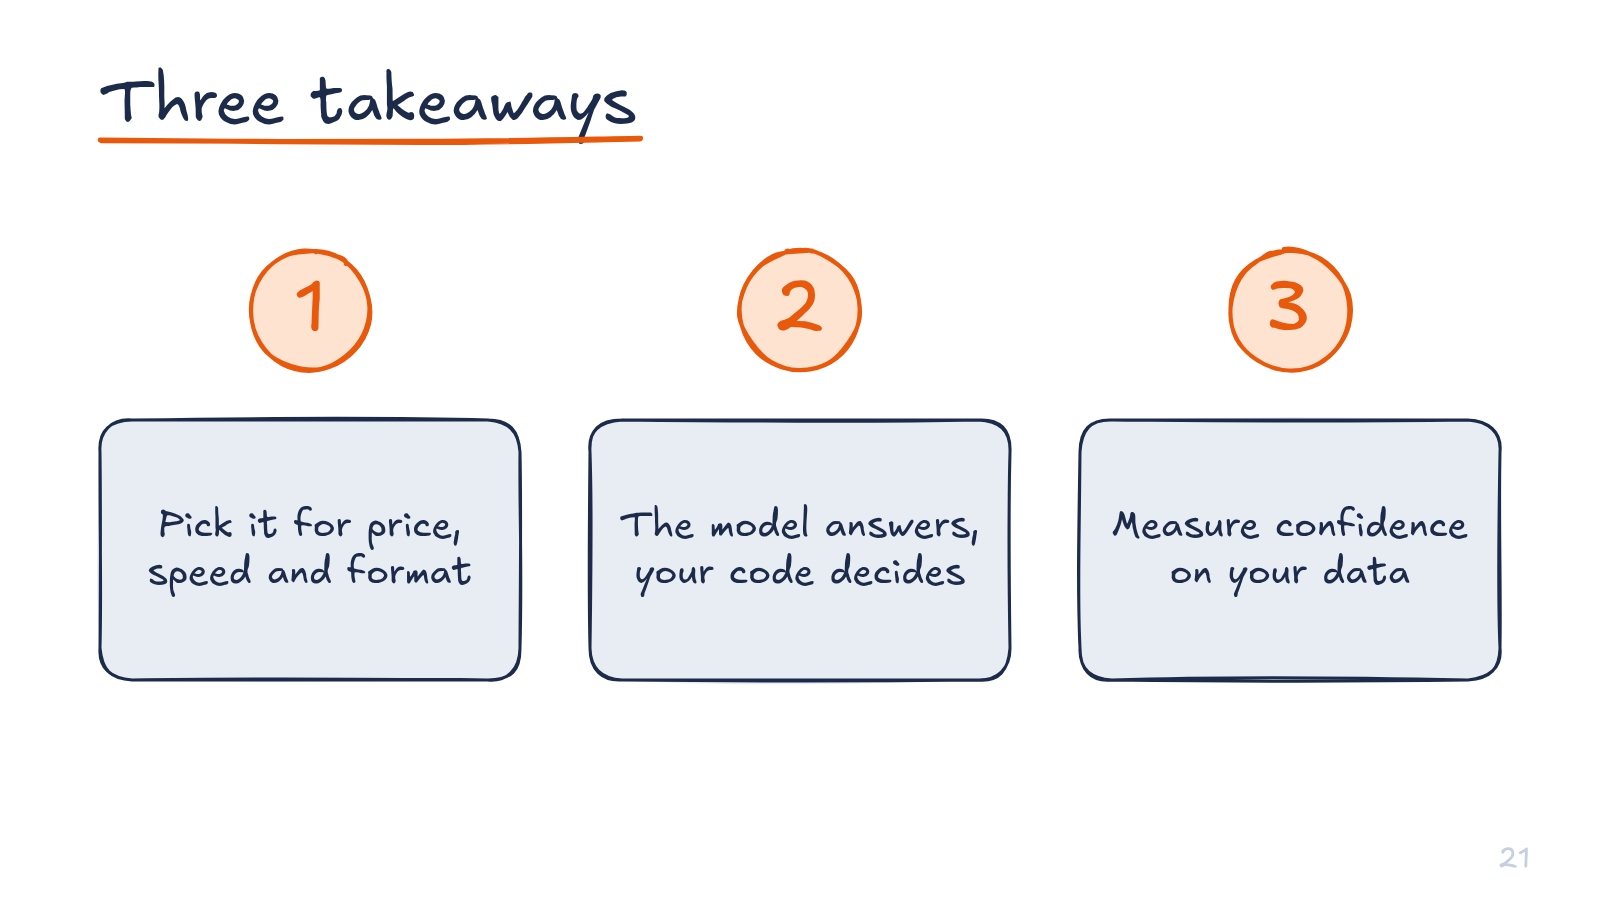 Three takeaways
1
2
3
Pick it for price,
speed and format
The model answers,
your code decides
Measure confidence
on your data
21